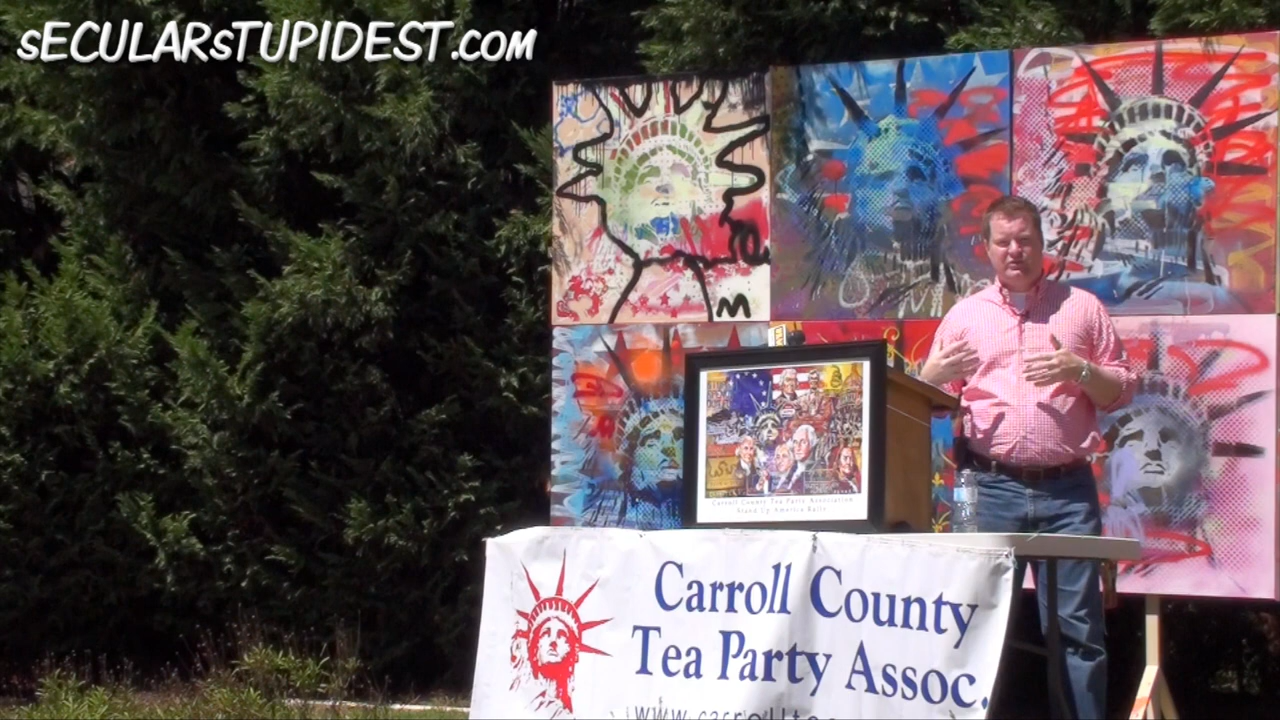 sECULARsTUPIDEST.COM
M
Carroll County Tea Party Association
Stand Up America Rally
Carroll County
Tea Party Assoc.